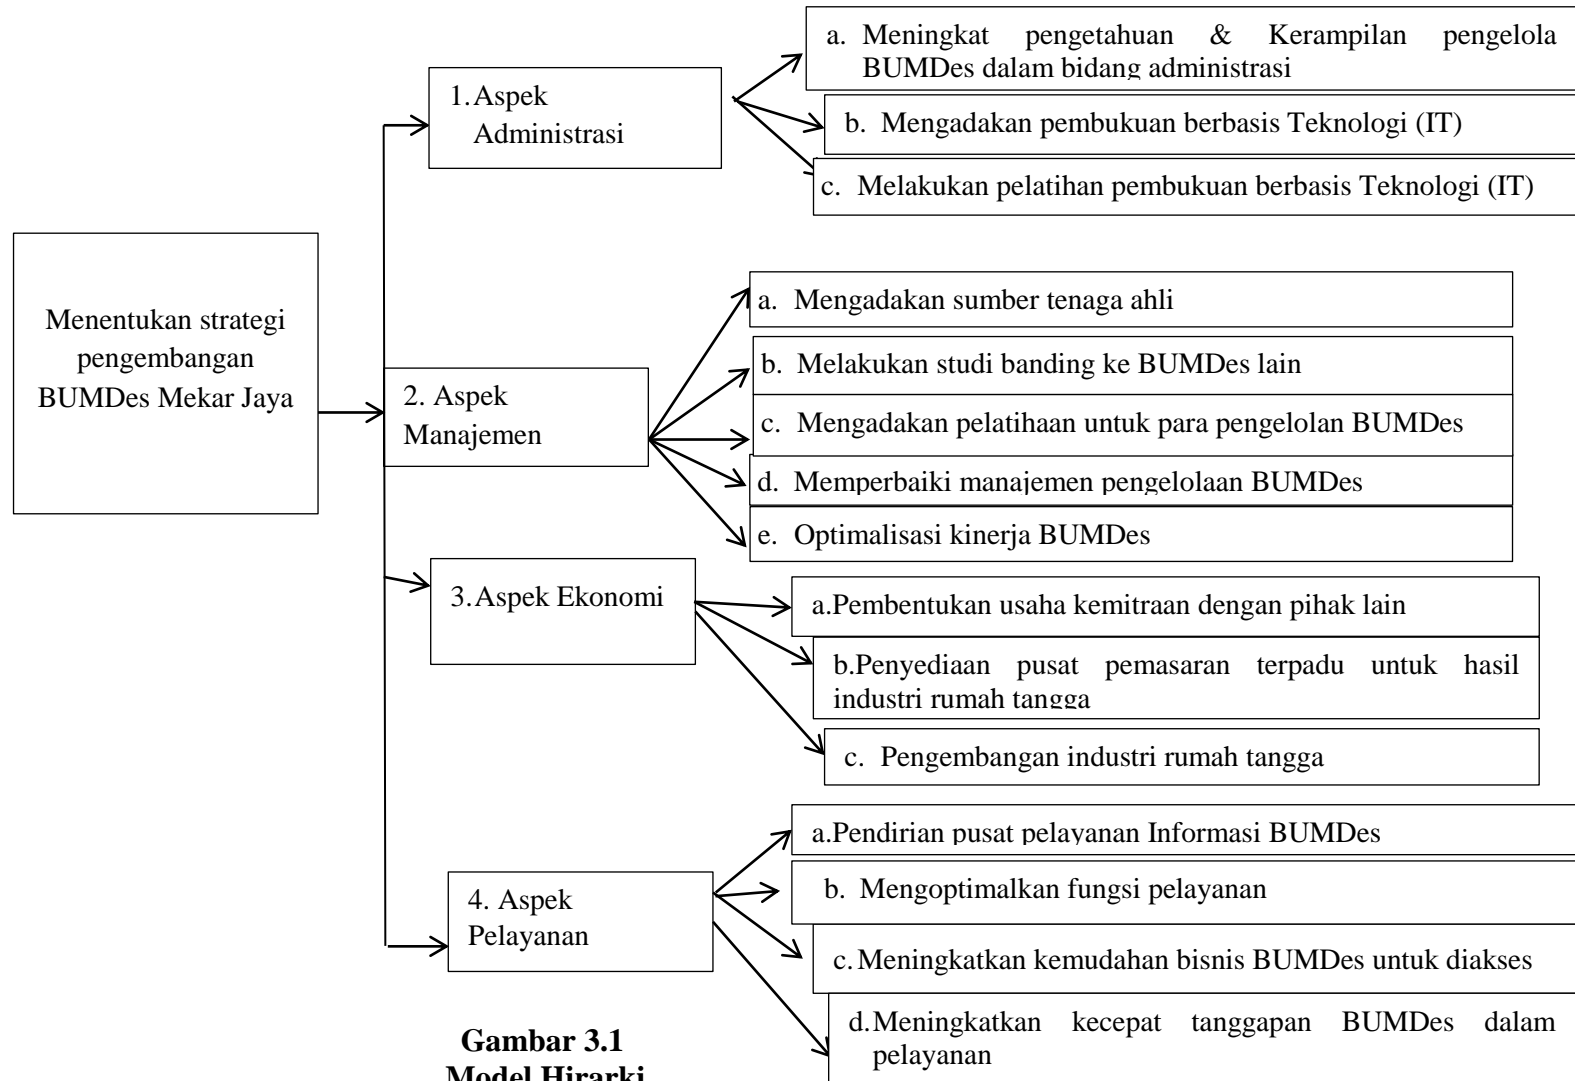 Menentukan strategi
pengembangan
BUMDes Mekar Jaya
1. Aspek
Administrasi
a. Meningkat pengetahuan & Kerampilan pengelola
BUMDes dalam bidang administrasi
b. Mengadakan pembukuan berbasis Teknologi (IT)
c. Melakukan pelatihan pembukuan berbasis Teknologi (IT)
2. Aspek
Manajemen
a. Mengadakan sumber tenaga ahli
b. Melakukan studi banding ke BUMDes lain
c. Mengadakan pelatihaan untuk para pengelolan BUMDes
d. Memperbaiki manajemen pengelolaan BUMDes
e. Optimalisasi kinerja BUMDes
3. Aspek Ekonomi
a.Pembentukan usaha kemitraan dengan pihak lain
b.Penyediaan pusat pemasaran terpadu untuk hasil
industri rumah tangga
c. Pengembangan industri rumah tangga
4. Aspek
Pelayanan
a.Pendirian pusat pelayanan Informasi BUMDes
b. Mengoptimalkan fungsi pelayanan
c. Meningkatkan kemudahan bisnis BUMDes untuk diakses
d. Meningkatkan kecepat tanggapan BUMDes dalam
pelayanan
Gambar 3.1
Model Hirarki